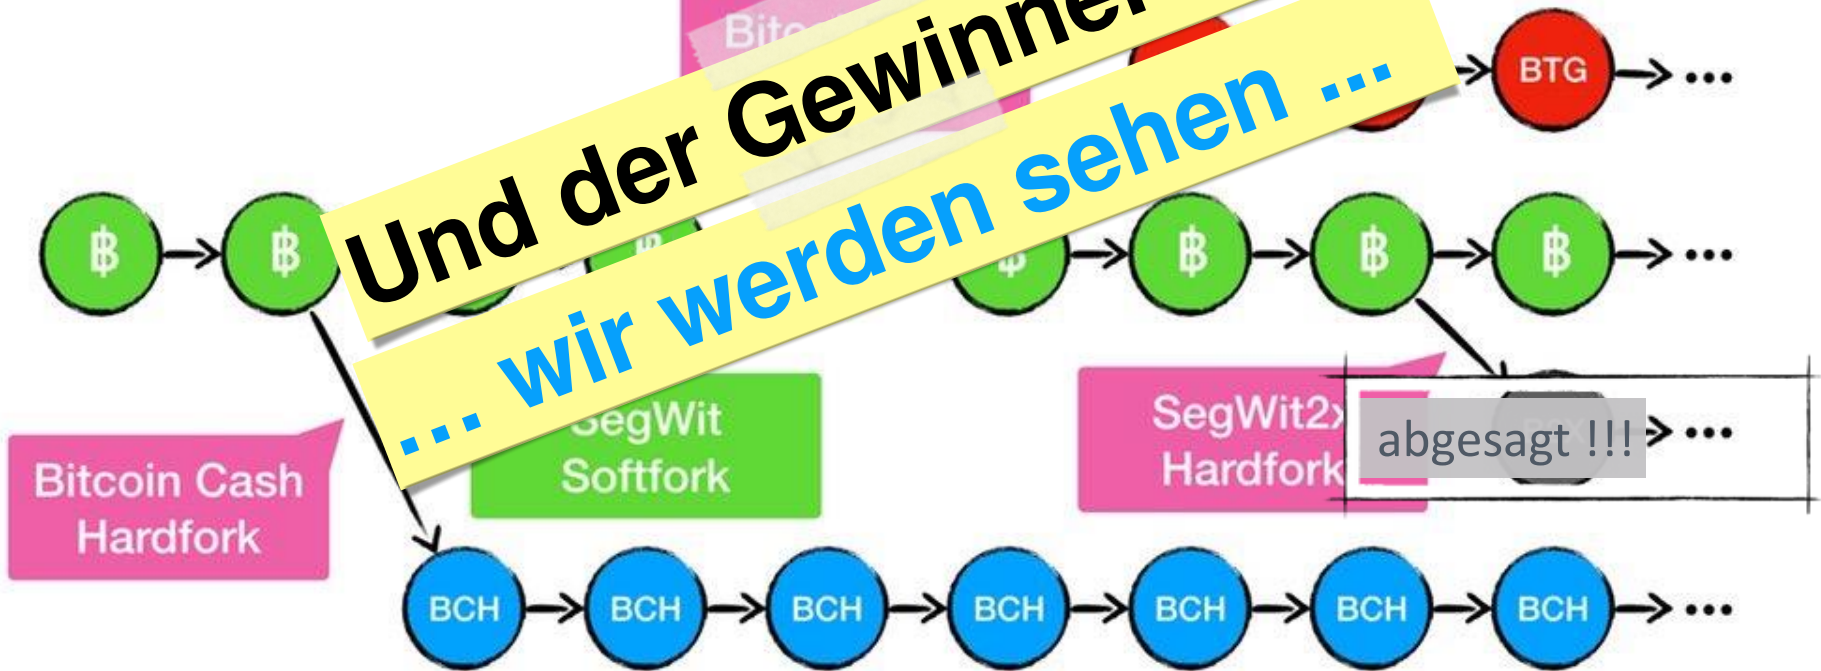 BTG
Und der Gewinner
... wir werden sehen ...
฿ ฿ ฿ ฿ ฿
SegWit
Softfork
SegWit2x
Hardfork
abgesagt !!!
Bitcoin Cash
Hardfork
BCH BCH BCH BCH BCH BCH BCH